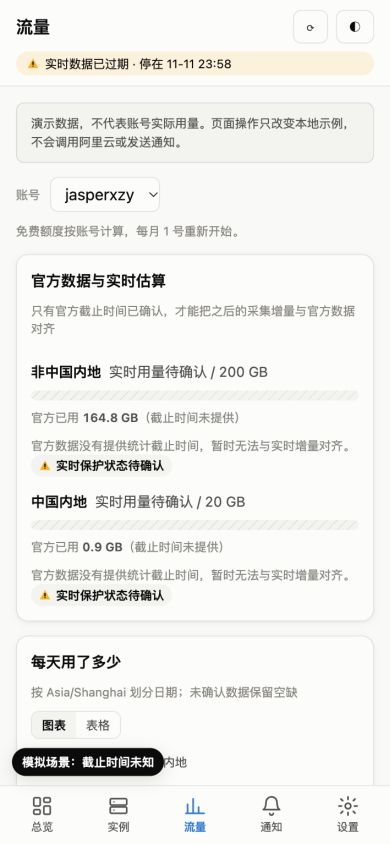 流量
实时数据已过期 · 停在 11-11 23:58
演示数据，不代表账号实际用量。页面操作只改变本地示例，
不会调用阿里云或发送通知。
账号 jasperxzy
免费额度按账号计算，每月 1 号重新开始。
官方数据与实时估算
只有官方截止时间已确认，才能把之后的采集增量与官方数据
对齐
非中国内地 实时用量待确认 / 200 GB
官方已用 164.8 GB（截止时间未提供）
官方数据没有提供统计截止时间，暂时无法与实时增量对齐。
实时保护状态待确认
中国内地 实时用量待确认 / 20 GB
官方已用 0.9 GB（截止时间未提供）
官方数据没有提供统计截止时间，暂时无法与实时增量对齐。
实时保护状态待确认
每天用了多少
按 Asia/Shanghai 划分日期；未确认数据保留空缺
图表 表格
模拟场景：截止时间未知 内地
总览 实例 流量 通知 设置